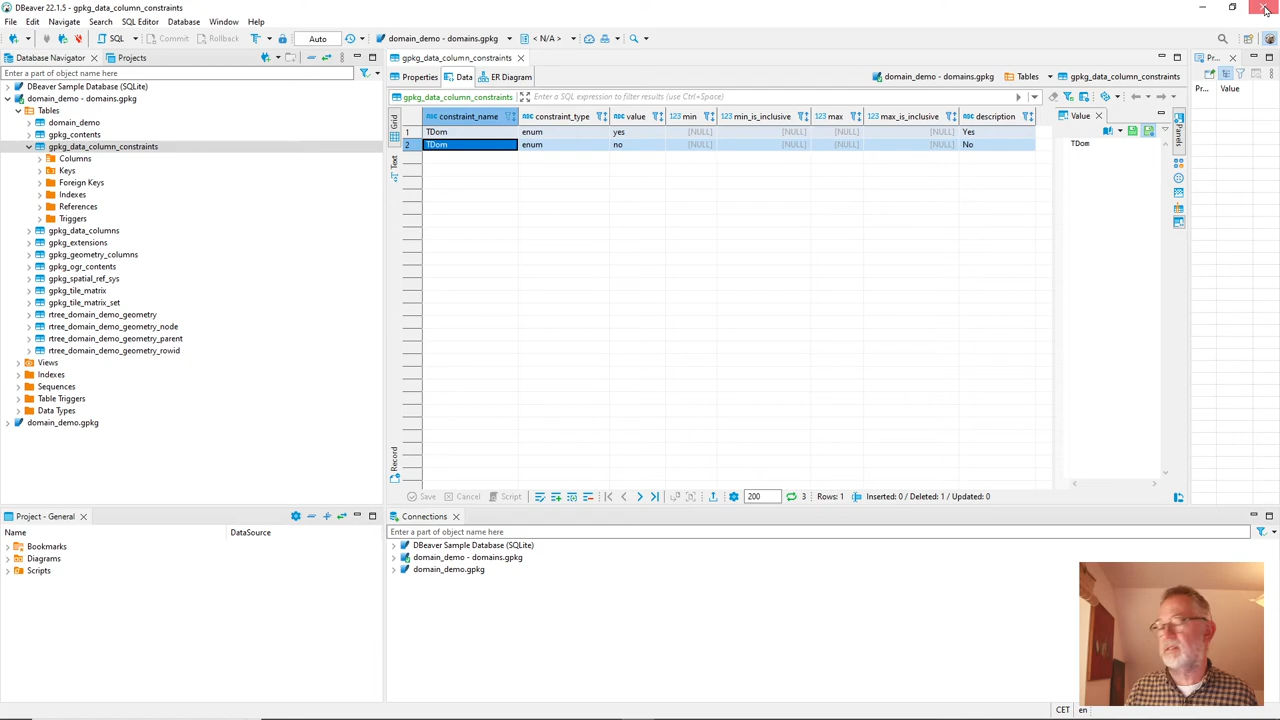 DBeaver 22.1.5 - gpkg_data_column_constraints
File Edit Navigate Search SQL Editor Database Window Help
SQL Commit Rollback Auto domain_demo - domains.gpkg < N/A >
Database Navigator Projects
Enter a part of object name here
DBeaver Sample Database (SQLite)
domain_demo - domains.gpkg
Tables
domain_demo
gpkg_contents
gpkg_data_column_constraints
Columns
Keys
Foreign Keys
Indexes
References
Triggers
gpkg_data_columns
gpkg_extensions
gpkg_geometry_columns
gpkg_ogr_contents
gpkg_spatial_ref_sys
gpkg_tile_matrix
gpkg_tile_matrix_set
rtree_domain_demo_geometry
rtree_domain_demo_geometry_node
rtree_domain_demo_geometry_parent
rtree_domain_demo_geometry_rowid
Views
Indexes
Sequences
Table Triggers
Data Types
domain_demo.gpkg
gpkg_data_column_constraints
Properties Data ER Diagram domain_demo - domains.gpkg Tables gpkg_data_column_constraints
gpkg_data_column_constraints Enter a SQL expression to filter results (use Ctrl+Space)
Grid
Text
Record
constraint_name constraint_type value min min_is_inclusive max max_is_inclusive description
1 TDom enum yes [NULL] [NULL] [NULL] [NULL] Yes
2 TDom enum no [NULL] [NULL] [NULL] [NULL] No
Value
TDom
Panels
Save Cancel Script 200 3 Rows: 1 Inserted: 0 / Deleted: 1 / Updated: 0
Pr...
Pr... Value
Project - General
Name DataSource
Bookmarks
Diagrams
Scripts
Connections
Enter a part of object name here
DBeaver Sample Database (SQLite)
domain_demo - domains.gpkg
domain_demo.gpkg
CET en